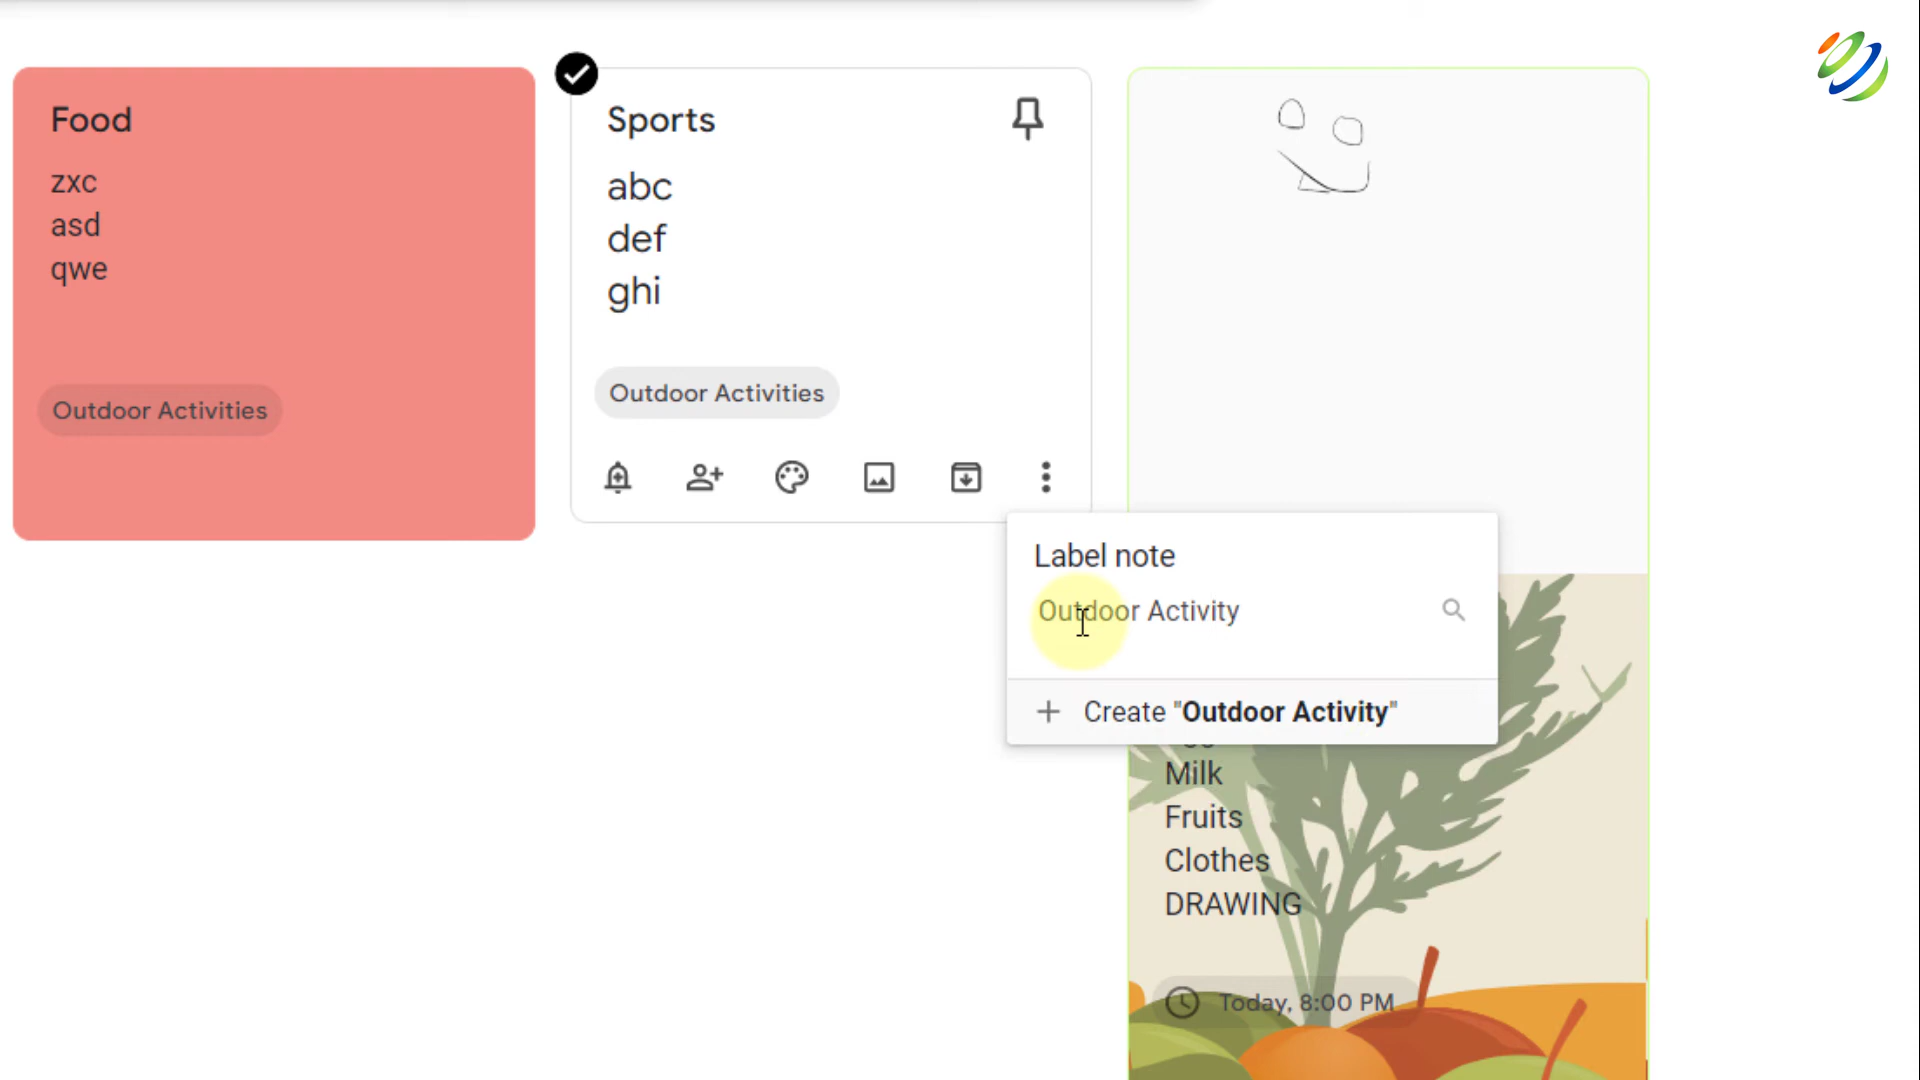 Food
zxc
asd
qwe
Outdoor Activities
Sports
abc
def
ghi
Outdoor Activities
Label note
Outdoor Activity
Create "Outdoor Activity"
Milk
Fruits
Clothes
DRAWING
Today, 8:00 PM